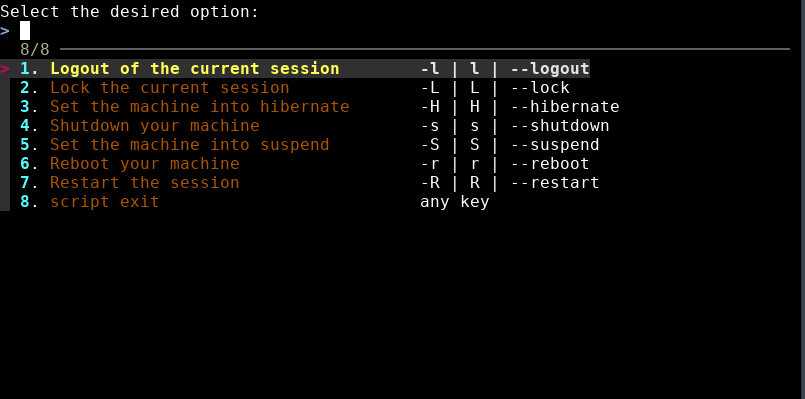 Select the desired option:
>
8/8
> 1. Logout of the current session -l | l | --logout
2. Lock the current session -L | L | --lock
3. Set the machine into hibernate -H | H | --hibernate
4. Shutdown your machine -s | s | --shutdown
5. Set the machine into suspend -S | S | --suspend
6. Reboot your machine -r | r | --reboot
7. Restart the session -R | R | --restart
8. script exit any key